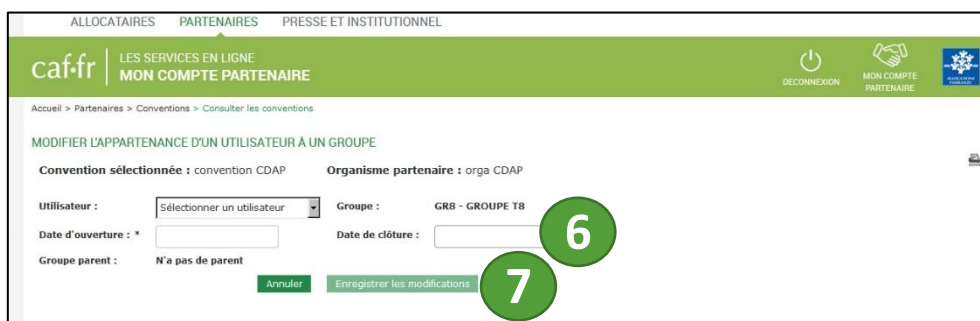 ALLOCATAIRES PARTENAIRES PRESSE ET INSTITUTIONNEL
caf•fr LES SERVICES EN LIGNE
MON COMPTE PARTENAIRE
DECONNEXION
MON COMPTE
PARTENAIRE
ALLOCATIONS
FAMILIALES
Accueil > Partenaires > Conventions > Consulter les conventions
MODIFIER L'APPARTENANCE D'UN UTILISATEUR À UN GROUPE
Convention sélectionnée : convention CDAP Organisme partenaire : orga CDAP
Utilisateur : Sélectionner un utilisateur Groupe : GR8 - GROUPE T8
Date d'ouverture : * Date de clôture : 6
Groupe parent : N'a pas de parent
Annuler Enregistrer les modifications 7